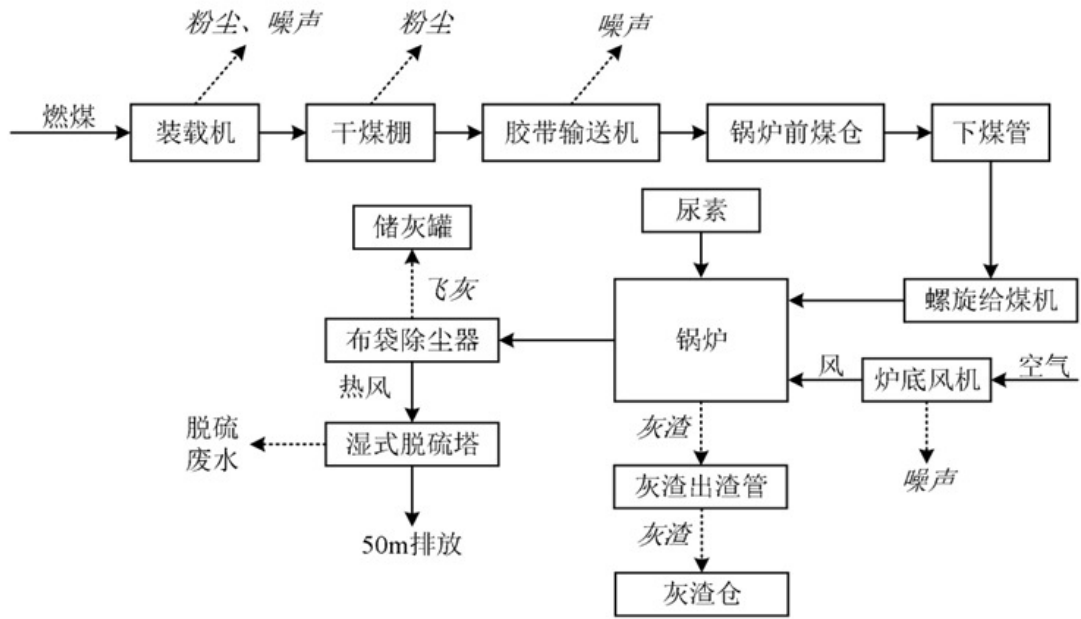 粉尘、噪声
粉尘
噪声
燃煤
装载机
干煤棚
胶带输送机
锅炉前煤仓
下煤管
储灰罐
尿素
飞灰
螺旋给煤机
布袋除尘器
锅炉
风
炉底风机
空气
热风
脱硫
废水
湿式脱硫塔
灰渣
灰渣出渣管
噪声
50m排放
灰渣
灰渣仓